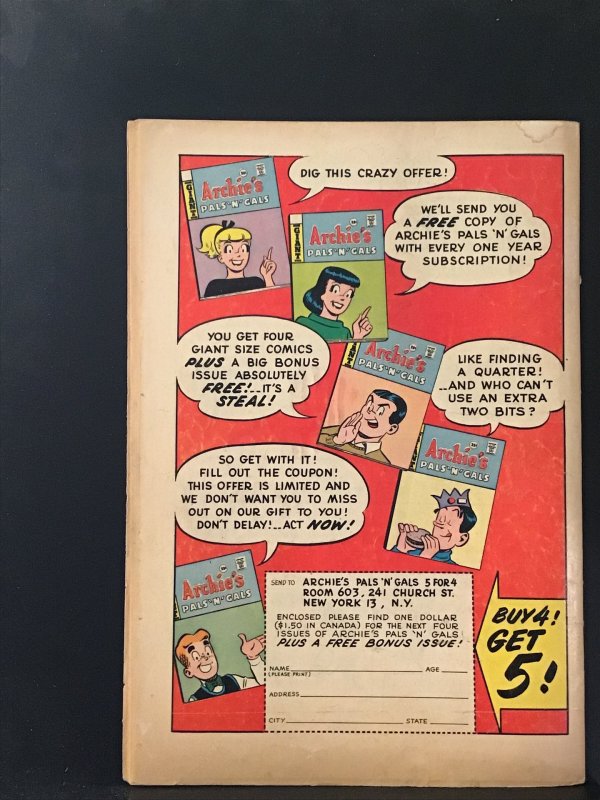 GIANT
Archie's
PALS 'N' GALS
DIG THIS CRAZY OFFER!
GIANT
Archie's
PALS 'N' GALS
WE'LL SEND YOU
A FREE COPY OF
ARCHIE'S PALS 'N' GALS
WITH EVERY ONE YEAR
SUBSCRIPTION!
YOU GET FOUR
GIANT SIZE COMICS
PLUS A BIG BONUS
ISSUE ABSOLUTELY
FREE!..IT'S A
STEAL!
Archie's
PALS 'N' GALS
LIKE FINDING
A QUARTER!
..AND WHO CAN'T
USE AN EXTRA
TWO BITS?
Archie's
PALS 'N' GALS
SO GET WITH IT!
FILL OUT THE COUPON!
THIS OFFER IS LIMITED AND
WE DON'T WANT YOU TO MISS
OUT ON OUR GIFT TO YOU!
DON'T DELAY!..ACT NOW!
Archie's
PALS 'N' GALS
SEND TO ARCHIE'S PALS 'N' GALS 5 FOR 4
ROOM 603, 241 CHURCH ST.
NEW YORK 13, N.Y.
ENCLOSED PLEASE FIND ONE DOLLAR
($1.50 IN CANADA) FOR THE NEXT FOUR
ISSUES OF ARCHIE'S PALS 'N' GALS
PLUS A FREE BONUS ISSUE!
NAME AGE
(PLEASE PRINT)
ADDRESS
CITY STATE
BUY 4!
GET
5!